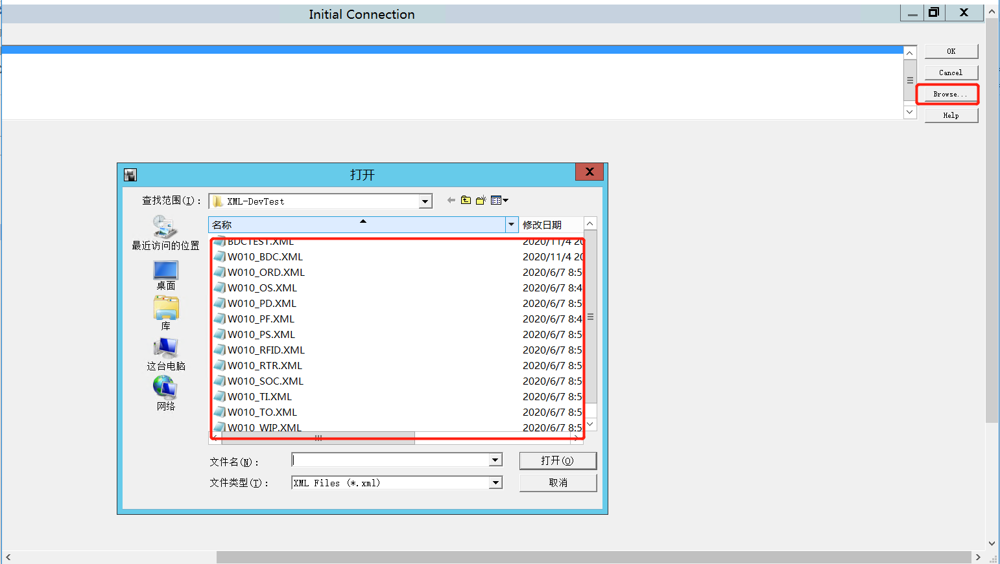 Initial Connection
OK
Cancel
Browse...
Help
打开
查找范围(I):
XML-DevTest
名称
修改日期
最近访问的位置
桌面
库
这台电脑
网络
BDCTEST.XML 2020/11/4 20
W010_BDC.XML 2020/11/4 20
W010_ORD.XML 2020/6/7 8:5
W010_OS.XML 2020/6/7 8:4
W010_PD.XML 2020/6/7 8:5
W010_PF.XML 2020/6/7 8:4
W010_PS.XML 2020/6/7 8:5
W010_RFID.XML 2020/6/7 8:5
W010_RTR.XML 2020/6/7 8:5
W010_SOC.XML 2020/6/7 8:5
W010_TI.XML 2020/6/7 8:5
W010_TO.XML 2020/6/7 8:5
W010_WIP.XML 2020/6/7 8:5
文件名(N):
打开(O)
文件类型(T):
XML Files (*.xml)
取消